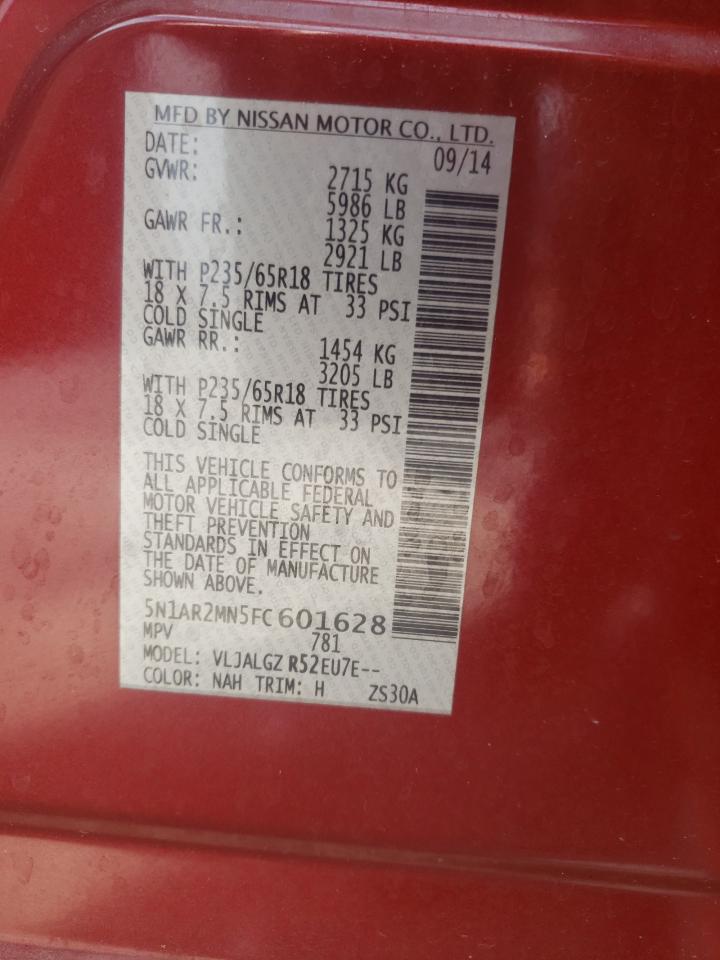 MFD BY NISSAN MOTOR CO., LTD.
DATE: 09/14
GVWR: 2715 KG
5986 LB
GAWR FR.: 1325 KG
2921 LB
WITH P235/65R18 TIRES
18 X 7.5 RIMS AT 33 PSI
COLD SINGLE
GAWR RR.: 1454 KG
3205 LB
WITH P235/65R18 TIRES
18 X 7.5 RIMS AT 33 PSI
COLD SINGLE
THIS VEHICLE CONFORMS TO
ALL APPLICABLE FEDERAL
MOTOR VEHICLE SAFETY AND
THEFT PREVENTION
STANDARDS IN EFFECT ON
THE DATE OF MANUFACTURE
SHOWN ABOVE.
5N1AR2MN5FC601628
MPV 781
MODEL: VLJALGZ R52EU7E--
COLOR: NAH TRIM: H ZS30A